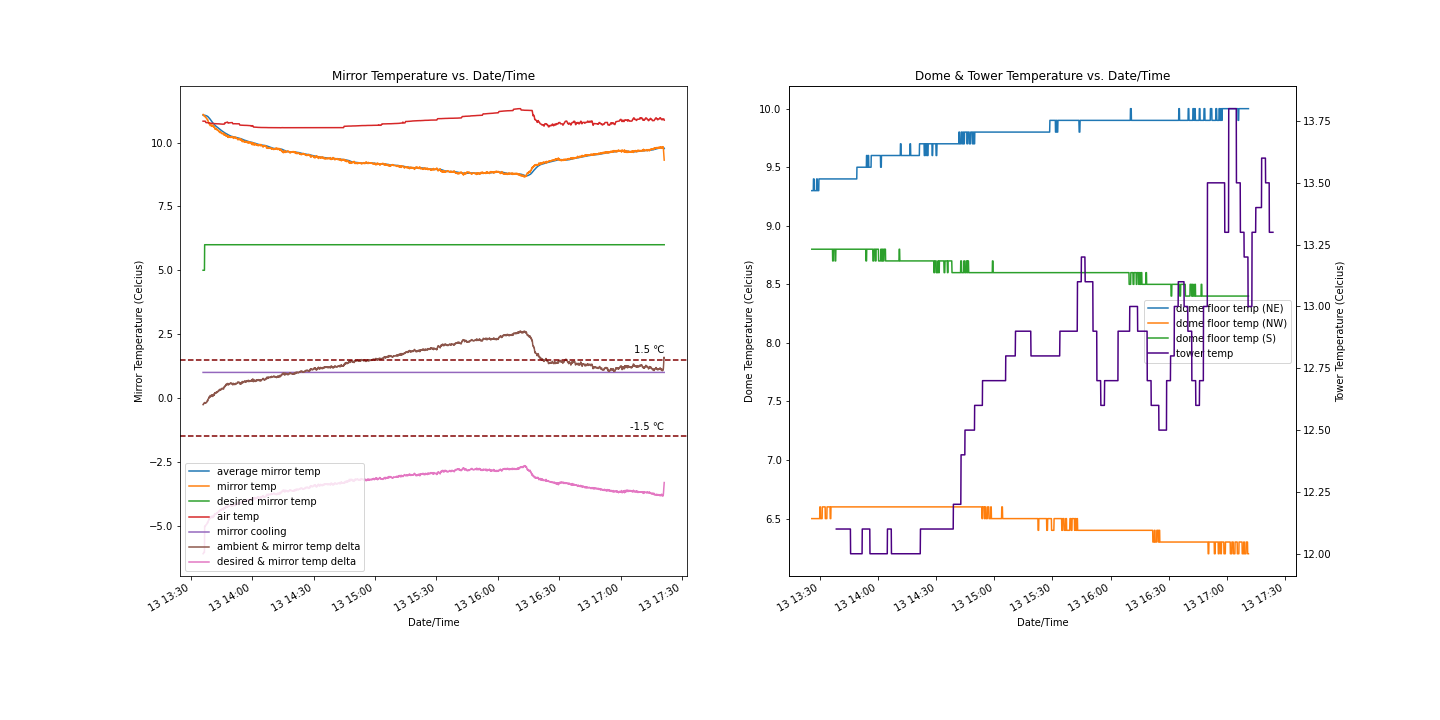 Mirror Temperature vs. Date/Time
Mirror Temperature (Celcius)
10.0
7.5
5.0
2.5
0.0
−2.5
−5.0
1.5 °C
-1.5 °C
average mirror temp
mirror temp
desired mirror temp
air temp
mirror cooling
ambient & mirror temp delta
desired & mirror temp delta
13 13:30
13 14:00
13 14:30
13 15:00
13 15:30
13 16:00
13 16:30
13 17:00
13 17:30
Date/Time
Dome & Tower Temperature vs. Date/Time
Dome Temperature (Celcius)
10.0
9.5
9.0
8.5
8.0
7.5
7.0
6.5
dome floor temp (NE)
dome floor temp (NW)
dome floor temp (S)
tower temp
13.75
13.50
13.25
13.00
12.75
12.50
12.25
12.00
Tower Temperature (Celcius)
13 13:30
13 14:00
13 14:30
13 15:00
13 15:30
13 16:00
13 16:30
13 17:00
13 17:30
Date/Time